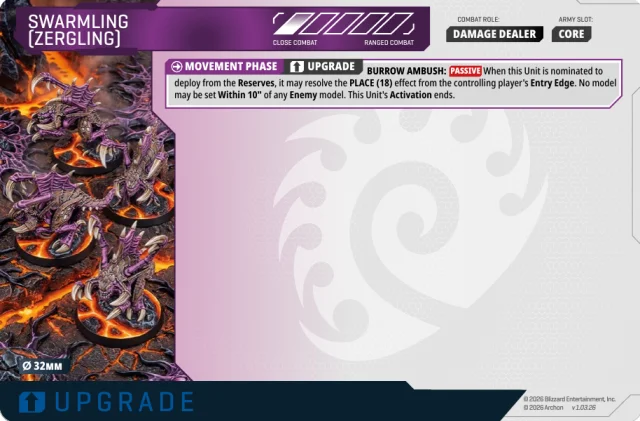 SWARMLING
(ZERGLING)
CLOSE COMBAT
RANGED COMBAT
COMBAT ROLE:
DAMAGE DEALER
ARMY SLOT:
CORE
MOVEMENT PHASE UPGRADE BURROW AMBUSH: PASSIVE When this Unit is nominated to
deploy from the Reserves, it may resolve the PLACE (18) effect from the controlling player's Entry Edge. No model
may be set Within 10" of any Enemy model. This Unit's Activation ends.
Ø 32MM
UPGRADE
© 2026 Blizzard Entertainment, Inc.
© 2026 Archon v 1.03.26